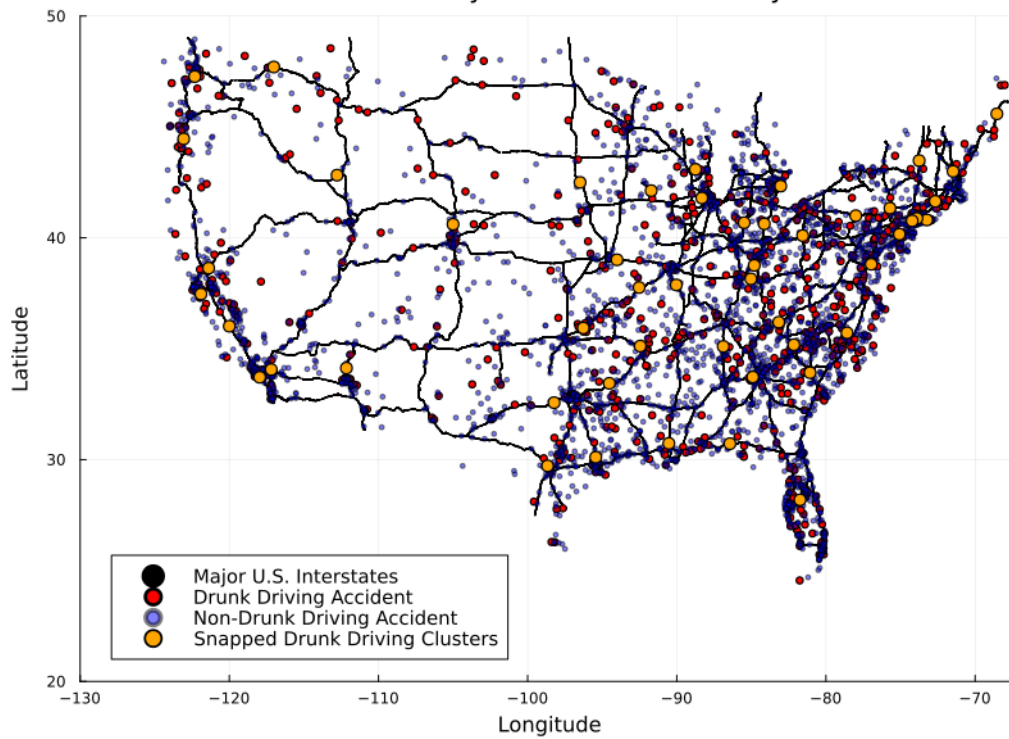 50
40
30
20
Latitude
Major U.S. Interstates
Drunk Driving Accident
Non-Drunk Driving Accident
Snapped Drunk Driving Clusters
−130
−120
−110
−100
−90
−80
−70
Longitude